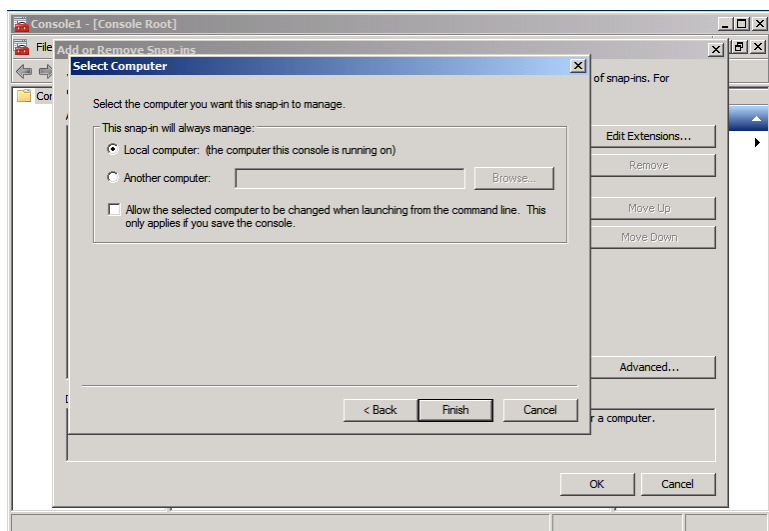 Console1 - [Console Root]
File
Add or Remove Snap-ins
Select Computer
of snap-ins. For
Select the computer you want this snap-in to manage.
This snap-in will always manage:
Local computer: (the computer this console is running on)
Another computer:
Browse...
Allow the selected computer to be changed when launching from the command line. This
only applies if you save the console.
Edit Extensions...
Remove
Move Up
Move Down
Advanced...
< Back
Finish
Cancel
r a computer.
OK
Cancel